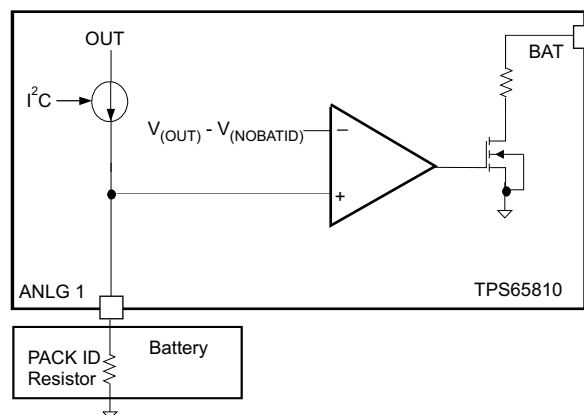 OUT
BAT
I²C
V(OUT) - V(NOBATID)
−
+
ANLG 1
TPS65810
PACK ID
Resistor
Battery